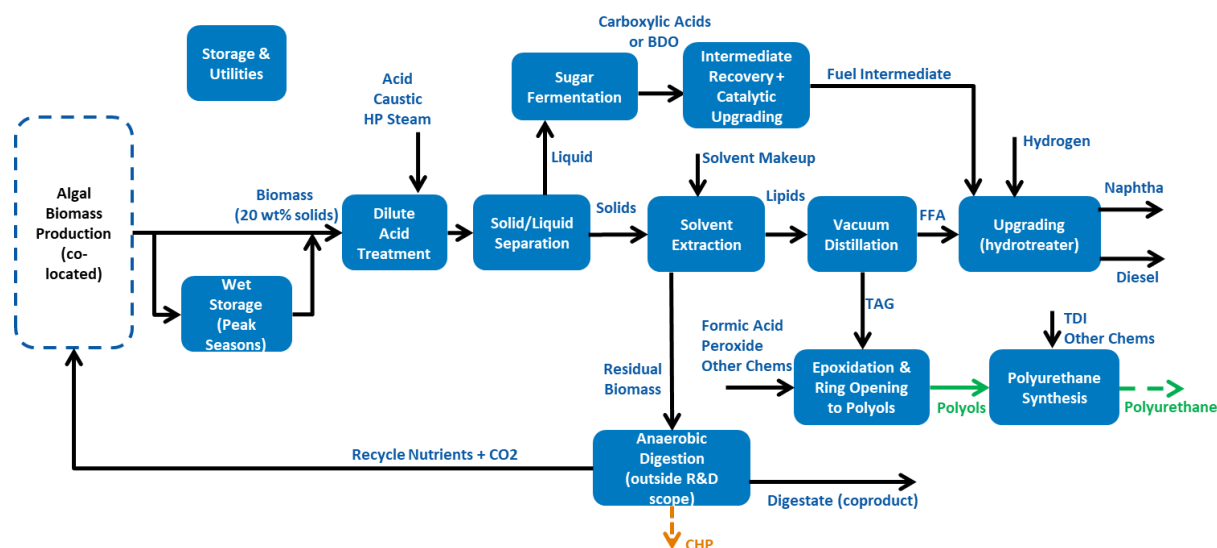 Storage &
Utilities
Acid
Caustic
HP Steam
Sugar
Fermentation
Carboxylic Acids
or BDO
Intermediate
Recovery +
Catalytic
Upgrading
Fuel Intermediate
Hydrogen
Algal
Biomass
Production
(co-
located)
Biomass
(20 wt% solids)
Wet
Storage
(Peak
Seasons)
Dilute
Acid
Treatment
Liquid
Solid/Liquid
Separation
Solids
Solvent Makeup
Solvent
Extraction
Lipids
Vacuum
Distillation
FFA
Upgrading
(hydrotreater)
Naphtha
Diesel
TAG
Formic Acid
Peroxide
Other Chems
Epoxidation &
Ring Opening
to Polyols
Polyols
TDI
Other Chems
Polyurethane
Synthesis
Polyurethane
Residual
Biomass
Anaerobic
Digestion
(outside R&D
scope)
Recycle Nutrients + CO2
Digestate (coproduct)
CHP